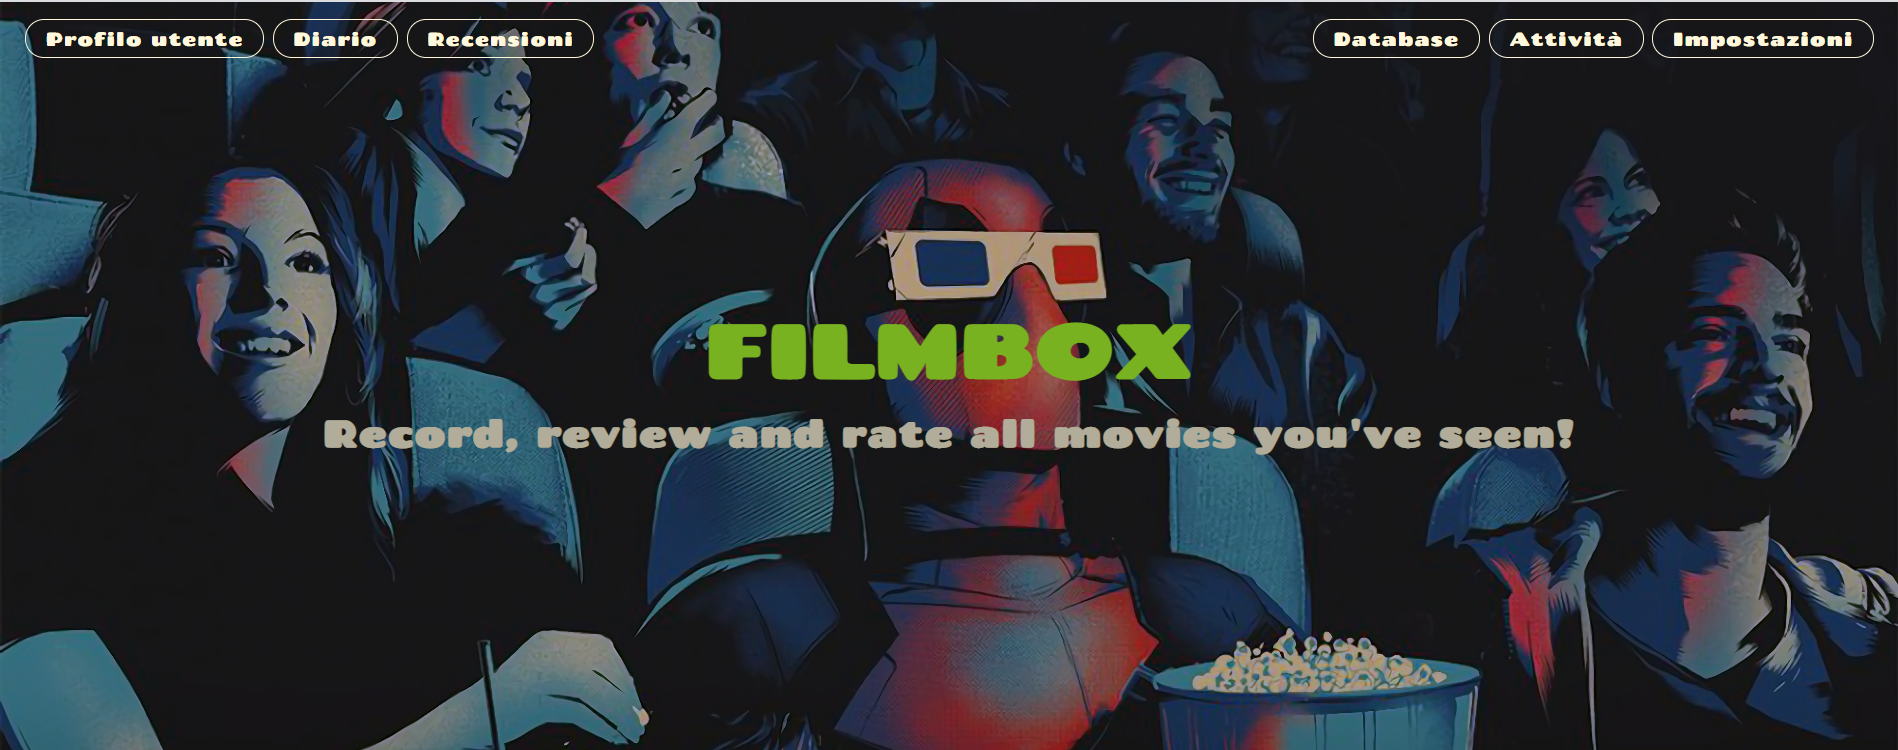 Profilo utente Diario Recensioni Database Attività Impostazioni
FILMBOX
Record, review and rate all movies you've seen!